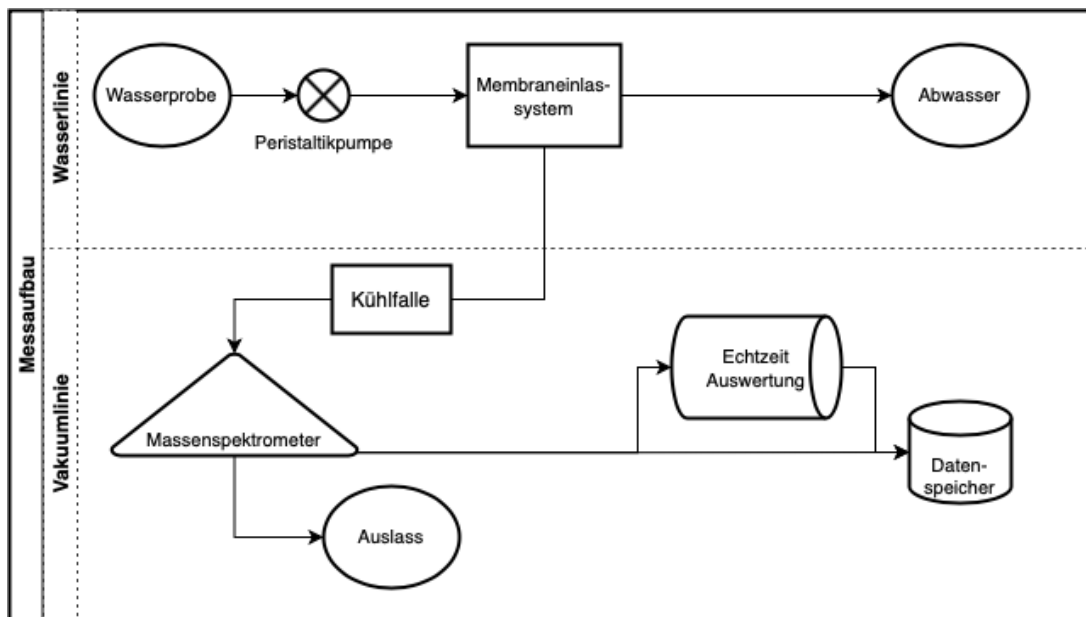 Messaufbau
Wasserlinie
Wasserprobe
Peristaltikpumpe
Membraneinlas-
system
Abwasser
Vakuumlinie
Kühlfalle
Massenspektrometer
Auslass
Echtzeit
Auswertung
Daten-
speicher